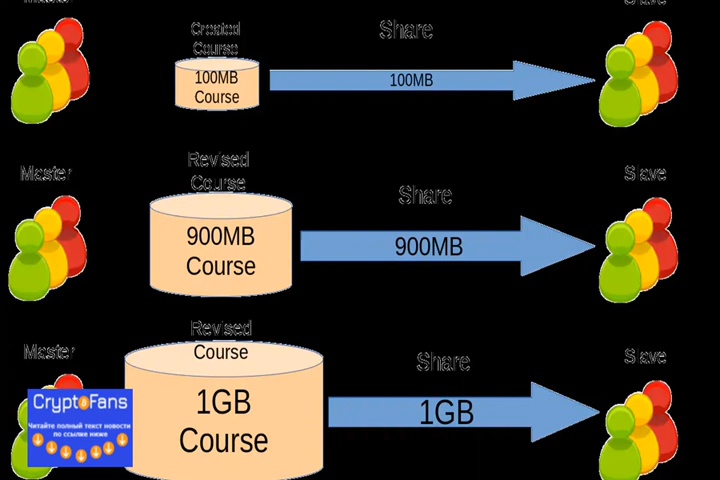 Master
Slave
Created
Course
Share
100MB
Course
100MB
Master
Revised
Course
Share
Slave
900MB
Course
900MB
Master
Revised
Course
Share
Slave
1GB
Course
1GB
CryptoFans
Читайте полный текст новости
по ссылке ниже